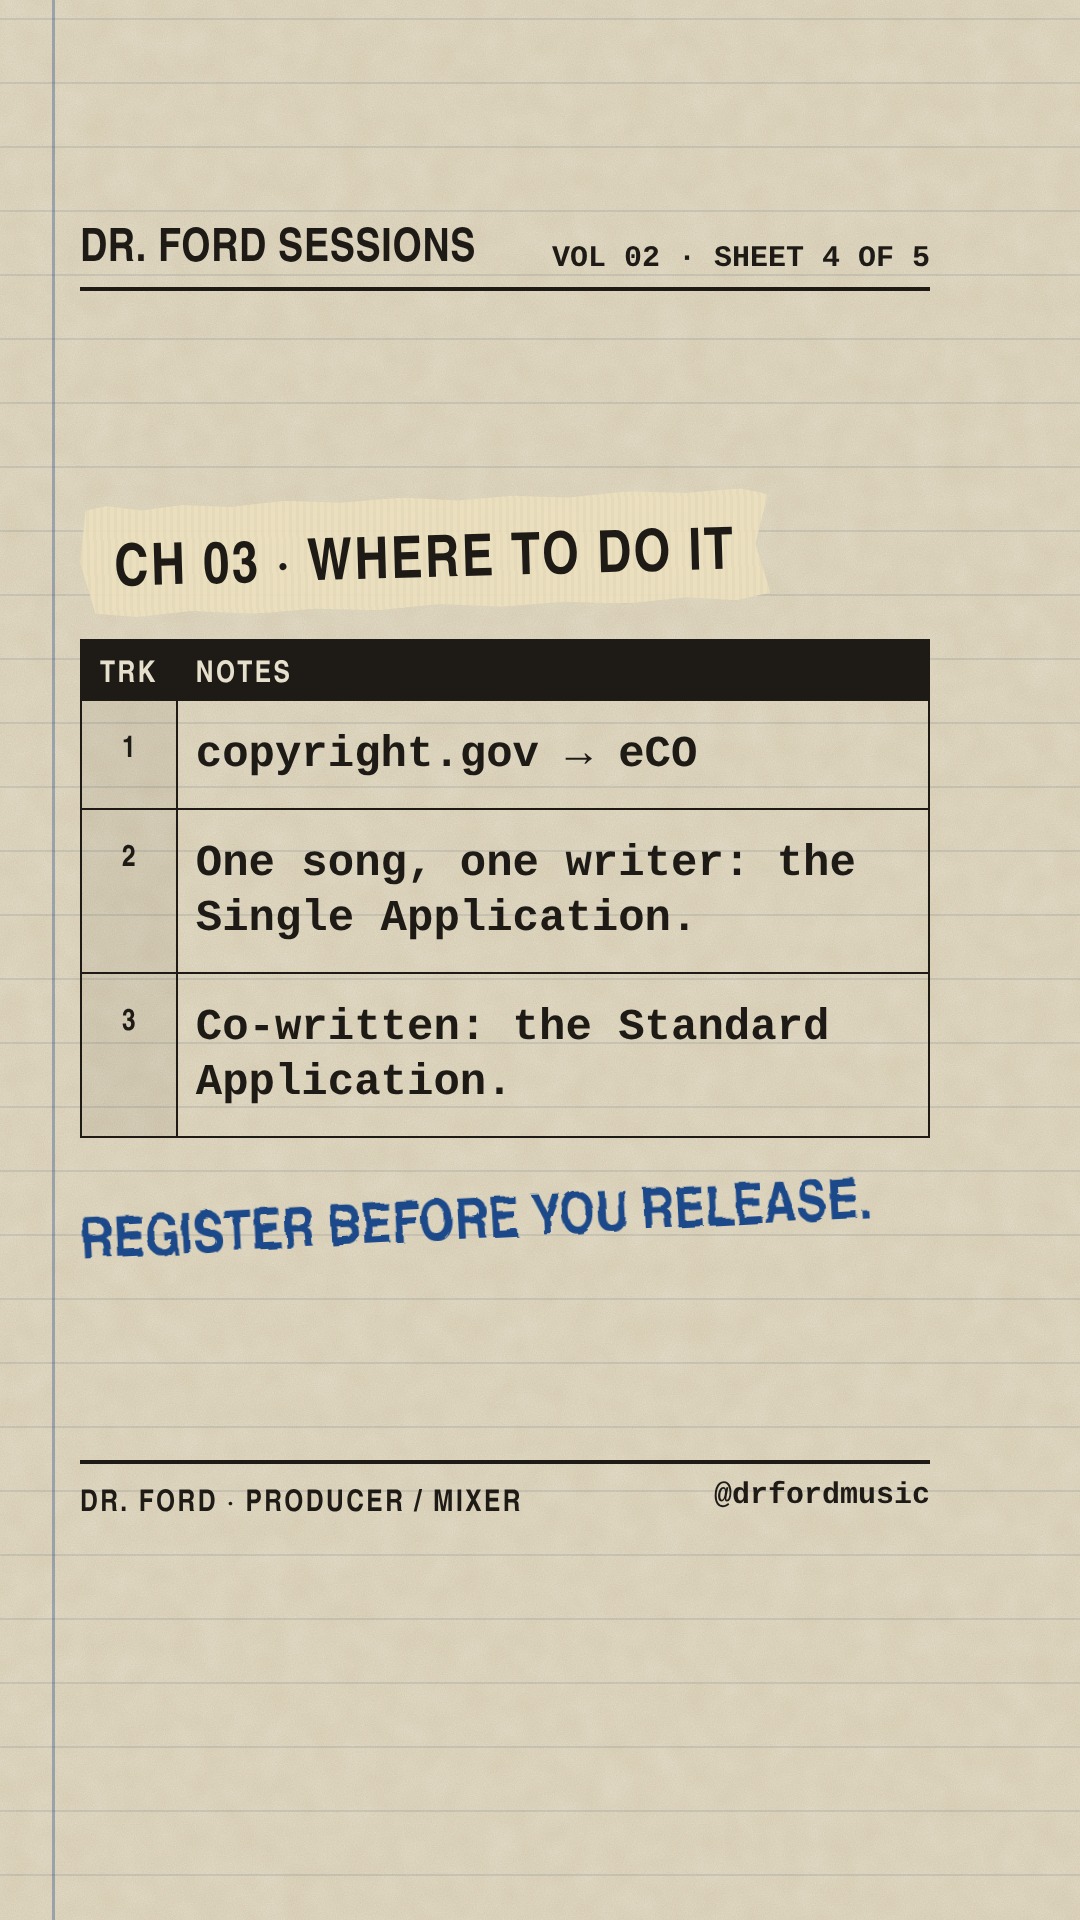 DR. FORD SESSIONS
VOL 02 · SHEET 4 OF 5
CH 03 · WHERE TO DO IT
TRK NOTES
1 copyright.gov → eCO
2 One song, one writer: the
Single Application.
3 Co-written: the Standard
Application.
REGISTER BEFORE YOU RELEASE.
DR. FORD · PRODUCER / MIXER
@drfordmusic